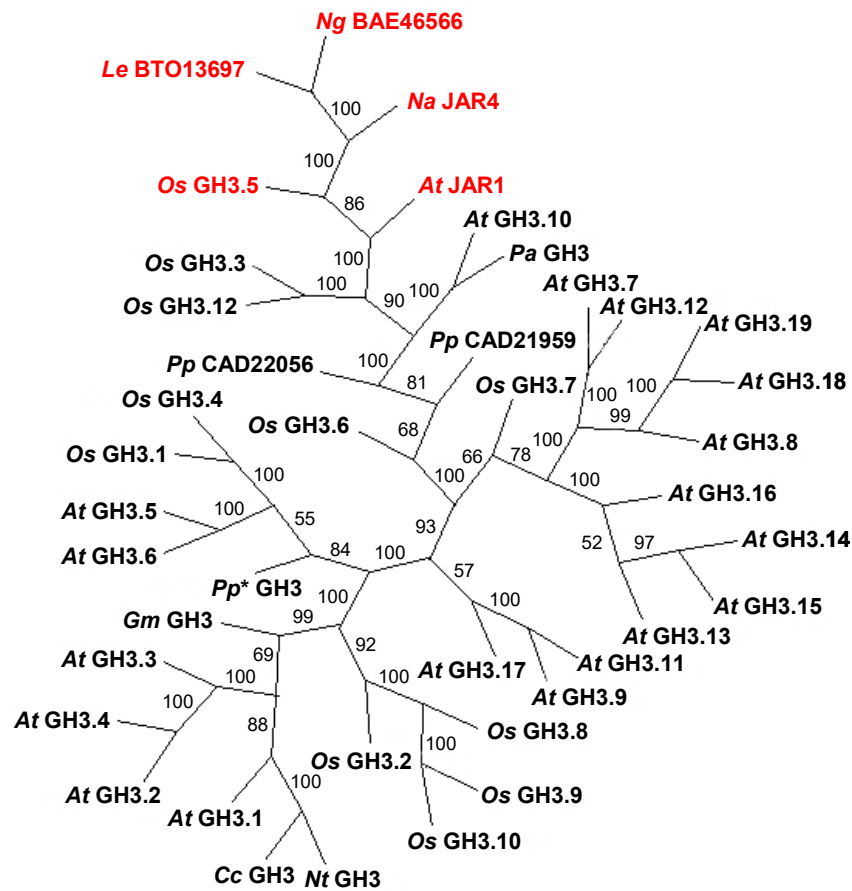 Ng BAE46566
Le BTO13697
100
Na JAR4
100
Os GH3.5
At JAR1
86
At GH3.10
Os GH3.3
100
Pa GH3
100
100
At GH3.7
Os GH3.12
90
At GH3.12
At GH3.19
Pp CAD21959
Pp CAD22056
100
81
Os GH3.7
100
At GH3.18
Os GH3.4
100
99
Os GH3.6
68
At GH3.8
Os GH3.1
66
78
100
100
100
100
At GH3.16
At GH3.5
100
55
93
52
97
At GH3.14
At GH3.6
84
100
57
Pp* GH3
100
At GH3.15
Gm GH3
99
100
At GH3.13
92
69
At GH3.11
At GH3.3
100
At GH3.17
100
At GH3.9
At GH3.4
100
88
Os GH3.8
Os GH3.2
100
100
At GH3.2
At GH3.1
Os GH3.9
Os GH3.10
Cc GH3
Nt GH3